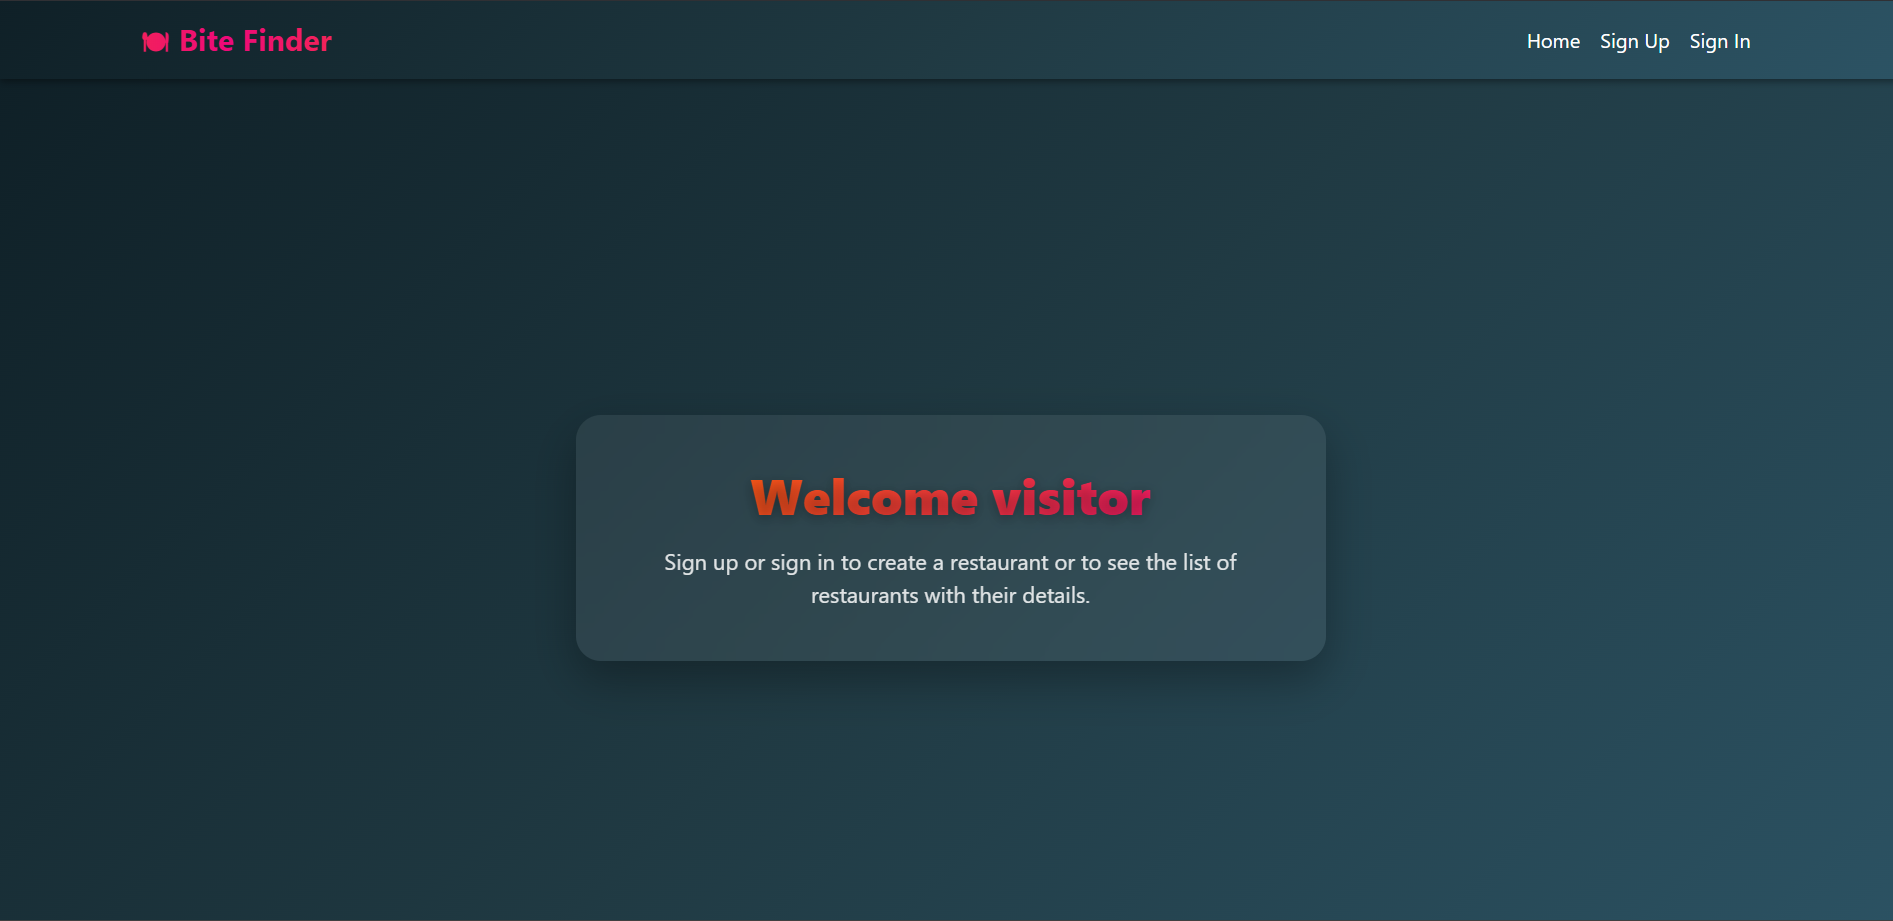 Bite Finder
Home Sign Up Sign In
Welcome visitor
Sign up or sign in to create a restaurant or to see the list of
restaurants with their details.